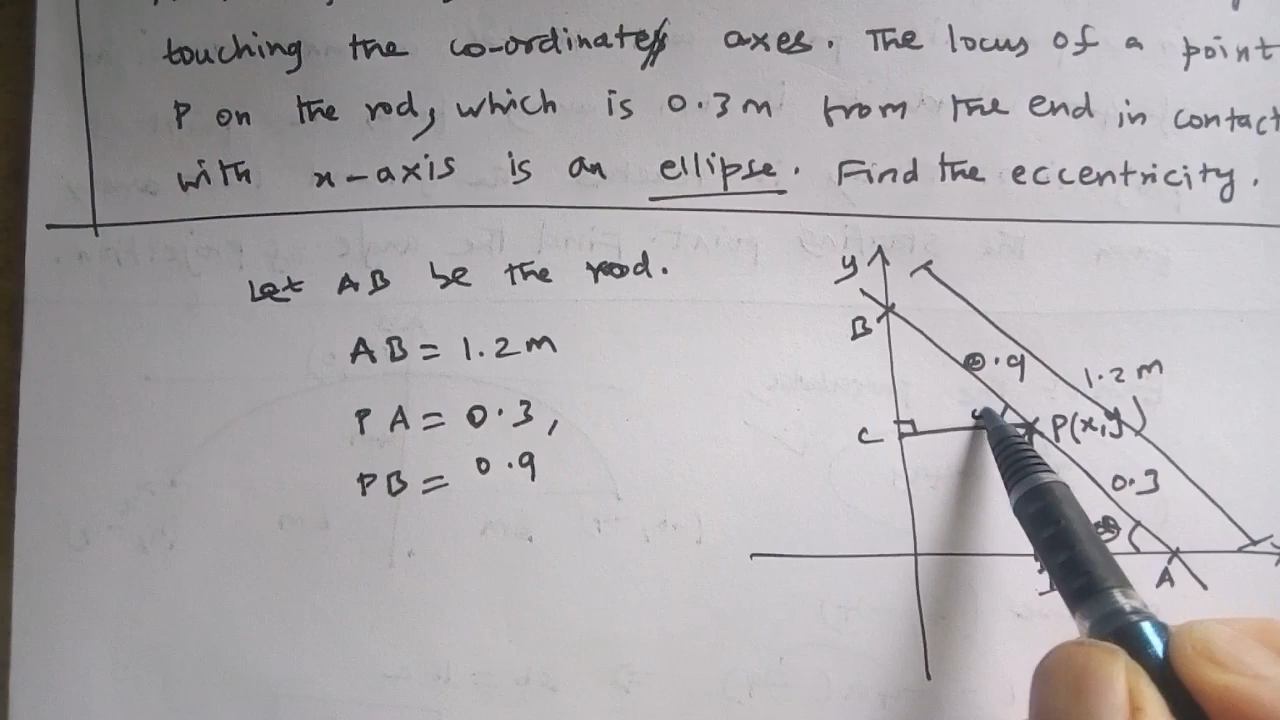 touching the co-ordinates axes. The locus of a point
P on the rod, which is 0.3m from the end in contact
with x-axis is an ellipse. Find the eccentricity.
Let AB be the rod.
AB = 1.2m
PA = 0.3,
PB = 0.9
y
B
0.9
1.2 m
C
P(x,y)
0.3
θ
A